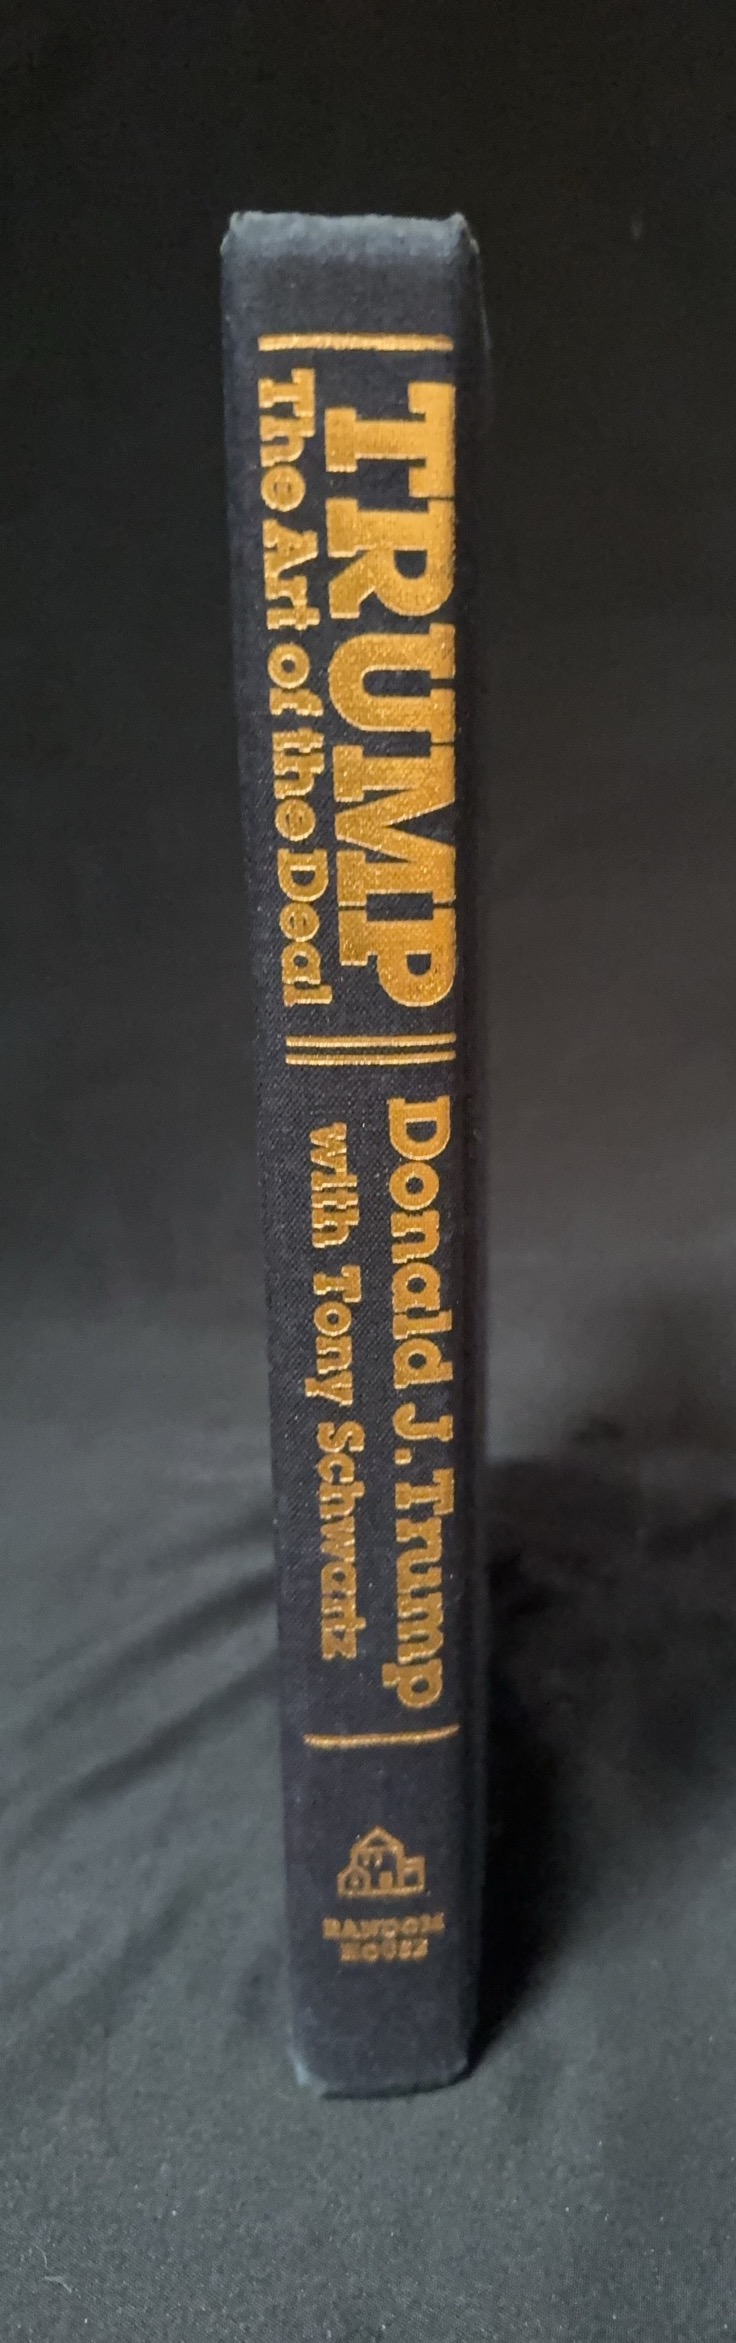 TRUMP
The Art of the Deal
Donald J. Trump
with Tony Schwartz
RANDOM
HOUSE